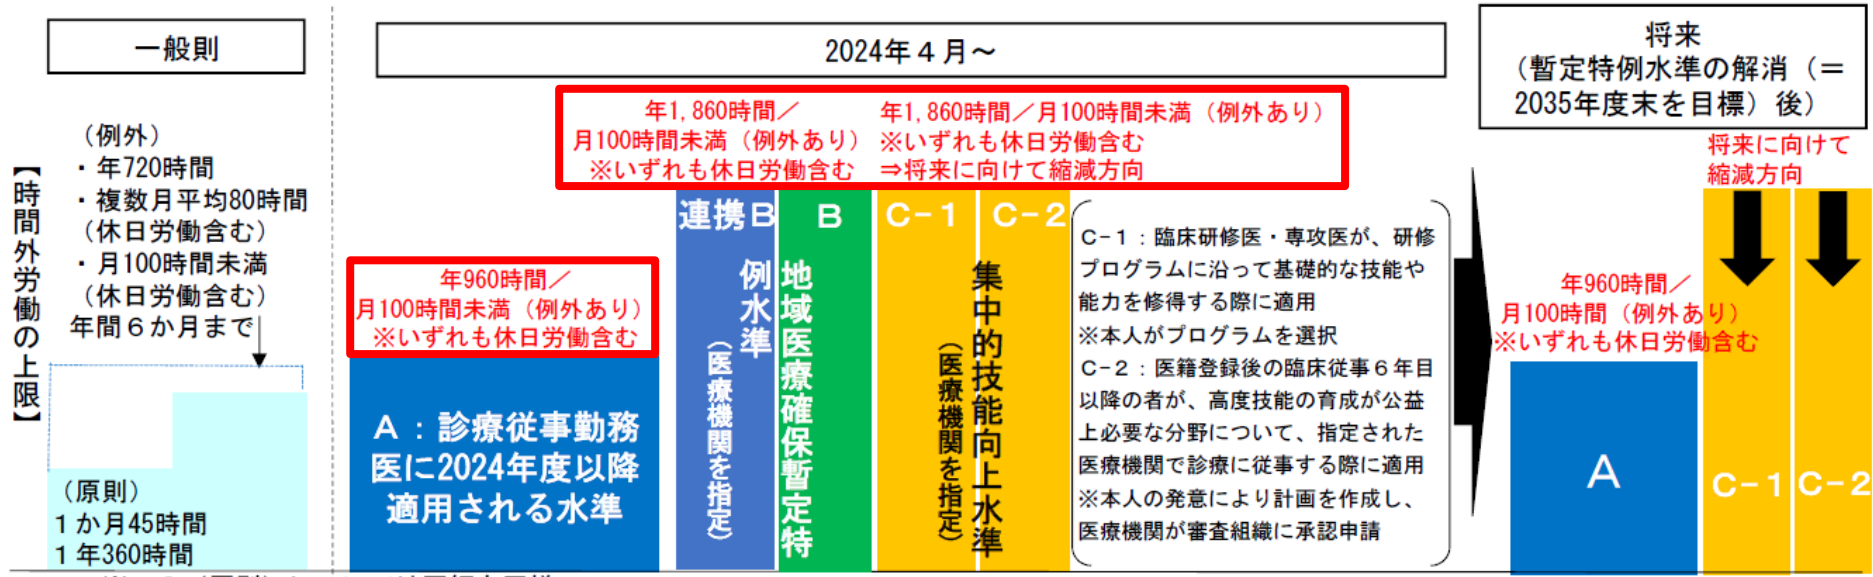 一般則
2024年４月～
将来
（暫定特例水準の解消（＝
2035年度末を目標）後）
【時間外労働の上限】
（例外）
・年720時間
・複数月平均80時間
（休日労働含む）
・月100時間未満
（休日労働含む）
年間６か月まで
（原則）
１か月45時間
１年360時間
年960時間／
月100時間未満（例外あり）
※いずれも休日労働含む
Ａ：診療従事勤務
医に2024年度以降
適用される水準
年1,860時間／
月100時間未満（例外あり）
※いずれも休日労働含む
年1,860時間／月100時間未満（例外あり）
※いずれも休日労働含む
⇒将来に向けて縮減方向
連携Ｂ
Ｂ
地域医療確保暫定特
例水準
（医療機関を指定）
Ｃ－１
Ｃ－２
集中的技能向上水準
（医療機関を指定）
Ｃ－１：臨床研修医・専攻医が、研修
プログラムに沿って基礎的な技能や
能力を修得する際に適用
※本人がプログラムを選択
Ｃ－２：医籍登録後の臨床従事６年目
以降の者が、高度技能の育成が公益
上必要な分野について、指定された
医療機関で診療に従事する際に適用
※本人の発意により計画を作成し、
医療機関が審査組織に承認申請
将来に向けて
縮減方向
年960時間／
月100時間（例外あり）
※いずれも休日労働含む
Ａ
Ｃ－１
Ｃ－２